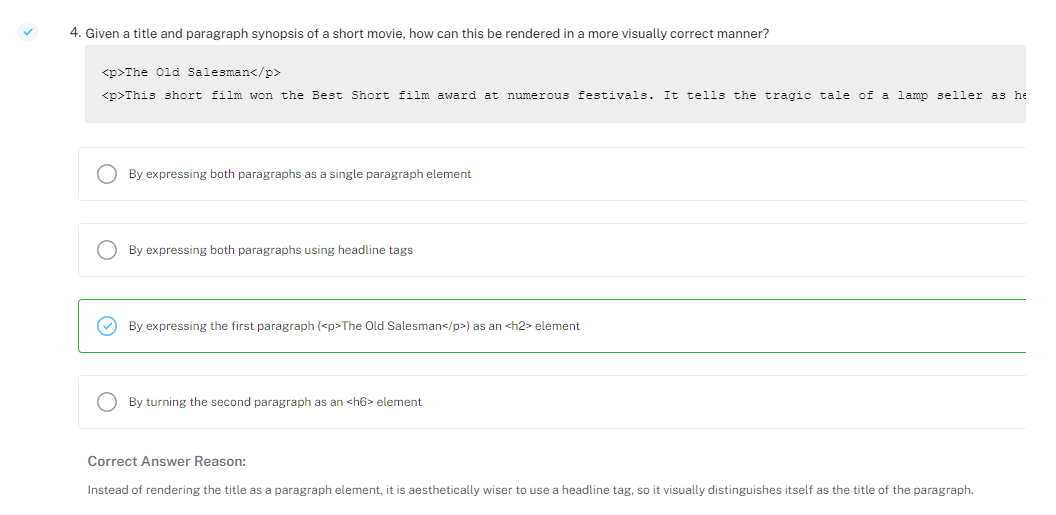 4. Given a title and paragraph synopsis of a short movie, how can this be rendered in a more visually correct manner?
<p>The Old Salesman</p>
<p>This short film won the Best Short film award at numerous festivals. It tells the tragic tale of a lamp seller as he
By expressing both paragraphs as a single paragraph element
By expressing both paragraphs using headline tags
By expressing the first paragraph (<p>The Old Salesman</p>) as an <h2> element
By turning the second paragraph as an <h6> element
Correct Answer Reason:
Instead of rendering the title as a paragraph element, it is aesthetically wiser to use a headline tag, so it visually distinguishes itself as the title of the paragraph.